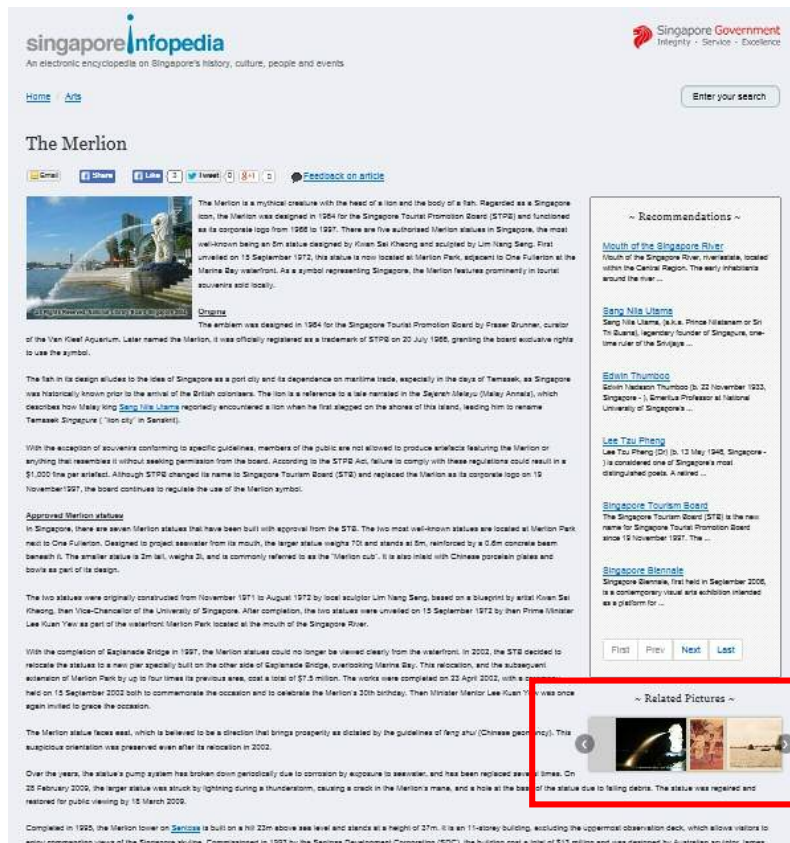 singapore infopedia
An electronic encyclopedia on Singapore's history, culture, people and events
Singapore Government
Integrity · Service · Excellence
Home / Arts
Enter your search
The Merlion
Email Share Like 3 Tweet 0 g+1 0 Feedback on article
The Merlion is a mythical creature with the head of a lion and the body of a fish. Regarded as a Singapore
icon, the Merlion was designed in 1964 for the Singapore Tourist Promotion Board (STPB) and functioned
as its corporate logo from 1966 to 1997. There are five authorised Merlion statues in Singapore, the most
well-known being an 8m statue designed by Kwan Sai Kheong and sculpted by Lim Nang Seng. First
unveiled on 15 September 1972, this statue is now located at Merlion Park, adjacent to One Fullerton at the
Marina Bay waterfront. As a symbol representing Singapore, the Merlion features prominently in tourist
souvenirs sold locally.
All Rights Reserved, National Library Board Singapore
Origins
The emblem was designed in 1964 for the Singapore Tourist Promotion Board by Fraser Brunner, curator
of the Van Kleef Aquarium. Later named the Merlion, it was officially registered as a trademark of STPB on 20 July 1966, granting the board exclusive rights
to use the symbol.
The fish in its design alludes to the idea of Singapore as a port city and its dependence on maritime trade, especially in the days of Temasek, as Singapore
was historically known prior to the arrival of the British colonisers. The lion is a reference to a tale narrated in the Sejarah Melayu (Malay Annals), which
describes how Malay king Sang Nila Utama reportedly encountered a lion when he first stepped on the shores of this island, leading him to rename
Temasek Singapura ( "lion city" in Sanskrit).
With the exception of souvenirs conforming to specific guidelines, members of the public are not allowed to produce artefacts featuring the Merlion or
anything that resembles it without seeking permission from the board. According to the STPB Act, failure to comply with these regulations could result in a
$1,000 fine per artefact. Although STPB changed its name to Singapore Tourism Board (STB) and replaced the Merlion as its corporate logo on 19
November1997, the board continues to regulate the use of the Merlion symbol.
Approved Merlion statues
In Singapore, there are seven Merlion statues that have been built with approval from the STB. The two most well-known statues are located at Merlion Park
next to One Fullerton. Designed to project seawater from its mouth, the larger statue weighs 70t and stands at 8m, reinforced by a 0.6m concrete beam
beneath it. The smaller statue is 2m tall, weighs 3t, and is commonly referred to as the "Merlion cub". It is also inlaid with Chinese porcelain plates and
bowls as part of its design.
The two statues were originally constructed from November 1971 to August 1972 by local sculptor Lim Nang Seng, based on a blueprint by artist Kwan Sai
Kheong, then Vice-Chancellor of the University of Singapore. After completion, the two statues were unveiled on 15 September 1972 by then Prime Minister
Lee Kuan Yew as part of the waterfront Merlion Park located at the mouth of the Singapore River.
With the completion of Esplanade Bridge in 1997, the Merlion statues could no longer be viewed clearly from the waterfront. In 2002, the STB decided to
relocate the statues to a new pier specially built on the other side of Esplanade Bridge, overlooking Marina Bay. This relocation, and the subsequent
extension of Merlion Park by up to four times its previous area, cost a total of $7.5 million. The works were completed on 23 April 2002, with a
held on 15 September 2002 both to commemorate the occasion and to celebrate the Merlion's 30th birthday. Then Minister Mentor Lee Kuan Yew was once
again invited to grace the occasion.
The Merlion statue faces east, which is believed to be a direction that brings prosperity as dictated by the guidelines of feng shui (Chinese geomancy). This
auspicious orientation was preserved even after its relocation in 2002.
Over the years, the statue's pump system has broken down periodically due to corrosion by exposure to seawater, and has been replaced several times. On
28 February 2009, the larger statue was struck by lightning during a thunderstorm, causing a crack in the Merlion's mane, and a hole at the base of the statue due to falling debris. The statue was repaired and
restored for public viewing by 18 March 2009.
Completed in 1995, the Merlion tower on Sentosa is built on a hill 23m above sea level and stands at a height of 37m. It is an 11-storey building, excluding the uppermost observation deck, which allows visitors to
enjoy commanding views of the Singapore skyline. Commissioned in 1993 by the Sentosa Development Corporation (SDC), the building cost a total of $13 million and was designed by Australian sculptor, James
~ Recommendations ~
Mouth of the Singapore River
Mouth of the Singapore River, river/estate, located
within the Central Region. The early inhabitants
around the river ...
Sang Nila Utama
Sang Nila Utama, (a.k.a. Prince Nilatanam or Sri
Tri Buana), legendary founder of Singapura, one-
time ruler of the Srivijaya ...
Edwin Thumboo
Edwin Nadason Thumboo (b. 22 November 1933,
Singapore - ), Emeritus Professor at National
University of Singapore's ...
Lee Tzu Pheng
Lee Tzu Pheng (Dr) (b. 13 May 1946, Singapore -
) is considered one of Singapore's most
distinguished poets. A retired ...
Singapore Tourism Board
The Singapore Tourism Board (STB) is the new
name for Singapore Tourist Promotion Board
since 19 November 1997. The ...
Singapore Biennale
Singapore Biennale, first held in September 2006,
is a contemporary visual arts exhibition intended
as a platform for ...
First Prev Next Last
~ Related Pictures ~